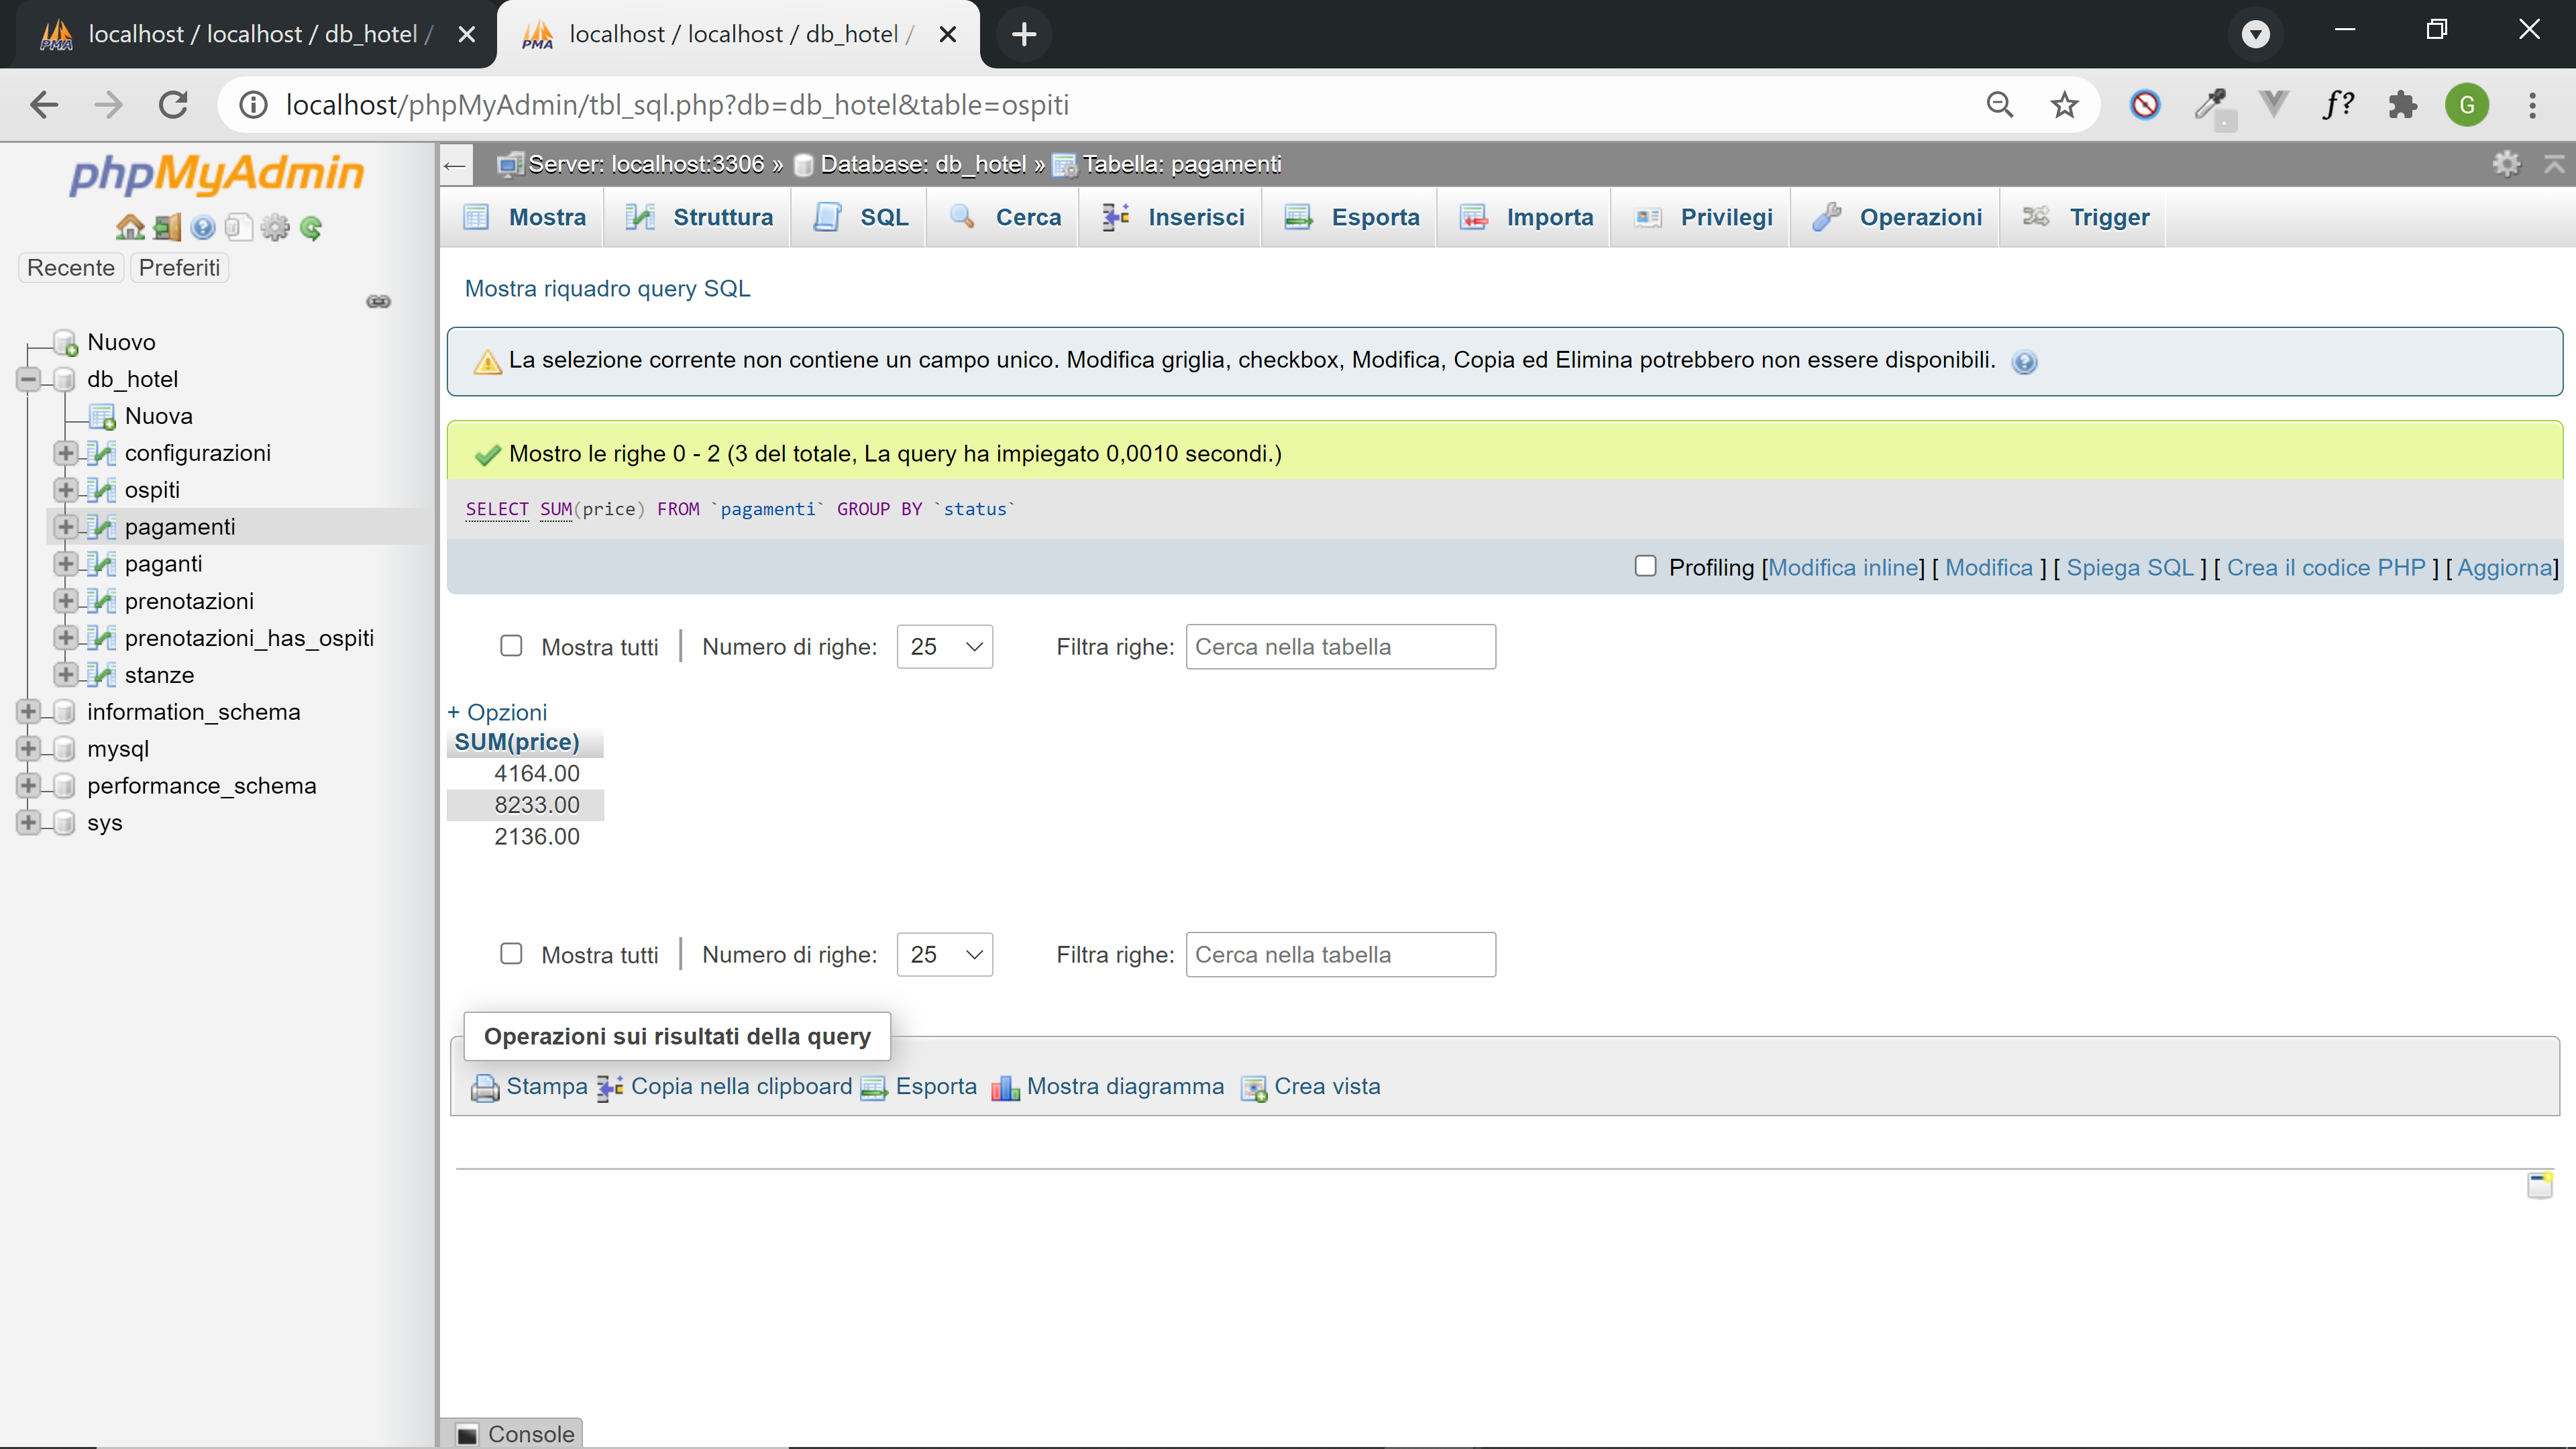 localhost / localhost / db_hotel /
localhost / localhost / db_hotel /
localhost/phpMyAdmin/tbl_sql.php?db=db_hotel&table=ospiti
f?
G
phpMyAdmin
Recente Preferiti
Nuovo
db_hotel
Nuova
configurazioni
ospiti
pagamenti
paganti
prenotazioni
prenotazioni_has_ospiti
stanze
information_schema
mysql
performance_schema
sys
Server: localhost:3306 » Database: db_hotel » Tabella: pagamenti
Mostra Struttura SQL Cerca Inserisci Esporta Importa Privilegi Operazioni Trigger
Mostra riquadro query SQL
La selezione corrente non contiene un campo unico. Modifica griglia, checkbox, Modifica, Copia ed Elimina potrebbero non essere disponibili.
Mostro le righe 0 - 2 (3 del totale, La query ha impiegato 0,0010 secondi.)
SELECT SUM(price) FROM `pagamenti` GROUP BY `status`
Profiling [Modifica inline] [ Modifica ] [ Spiega SQL ] [ Crea il codice PHP ] [ Aggiorna]
Mostra tutti Numero di righe: 25 Filtra righe: Cerca nella tabella
+ Opzioni
SUM(price)
4164.00
8233.00
2136.00
Mostra tutti Numero di righe: 25 Filtra righe: Cerca nella tabella
Operazioni sui risultati della query
Stampa Copia nella clipboard Esporta Mostra diagramma Crea vista
Console